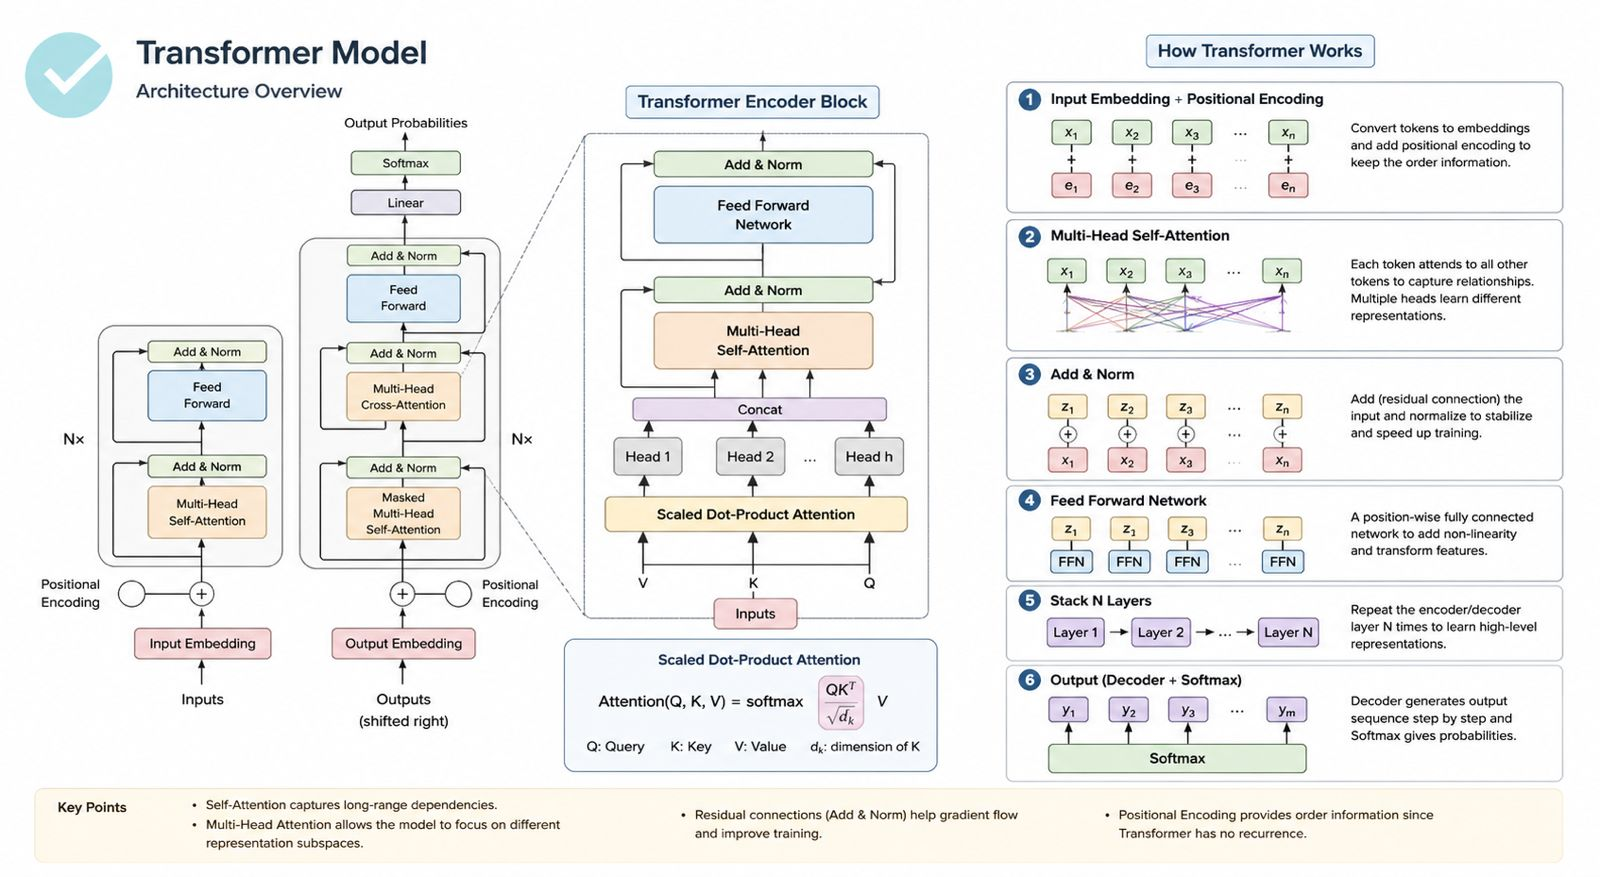 Transformer Model
Architecture Overview
Output Probabilities
Softmax
Linear
Add & Norm
Feed
Forward
Add & Norm
Multi-Head
Cross-Attention
Add & Norm
Masked
Multi-Head
Self-Attention
N×
Positional
Encoding
+
Output Embedding
Outputs
(shifted right)
Add & Norm
Feed
Forward
Add & Norm
Multi-Head
Self-Attention
N×
Positional
Encoding
+
Input Embedding
Inputs
Transformer Encoder Block
Add & Norm
Feed Forward
Network
Add & Norm
Multi-Head
Self-Attention
Concat
Head 1 Head 2 ... Head h
Scaled Dot-Product Attention
V K Q
Inputs
Scaled Dot-Product Attention
Attention(Q, K, V) = softmax QKᵀ / √dₖ V
Q: Query K: Key V: Value dₖ: dimension of K
How Transformer Works
1 Input Embedding + Positional Encoding
x₁ x₂ x₃ ... xₙ
+ + + ... +
e₁ e₂ e₃ ... eₙ
Convert tokens to embeddings
and add positional encoding to
keep the order information.
2 Multi-Head Self-Attention
x₁ x₂ x₃ ... xₙ
Each token attends to all other
tokens to capture relationships.
Multiple heads learn different
representations.
3 Add & Norm
z₁ z₂ z₃ ... zₙ
+ + + ... +
x₁ x₂ x₃ ... xₙ
Add (residual connection) the
input and normalize to stabilize
and speed up training.
4 Feed Forward Network
z₁ z₁ z₃ ... zₙ
FFN FFN FFN ... FFN
A position-wise fully connected
network to add non-linearity
and transform features.
5 Stack N Layers
Layer 1 Layer 2 ... Layer N
Repeat the encoder/decoder
layer N times to learn high-level
representations.
6 Output (Decoder + Softmax)
y₁ y₂ y₃ ... yₘ
Softmax
Decoder generates output
sequence step by step and
Softmax gives probabilities.
Key Points
• Self-Attention captures long-range dependencies.
• Multi-Head Attention allows the model to focus on different
representation subspaces.
• Residual connections (Add & Norm) help gradient flow
and improve training.
• Positional Encoding provides order information since
Transformer has no recurrence.